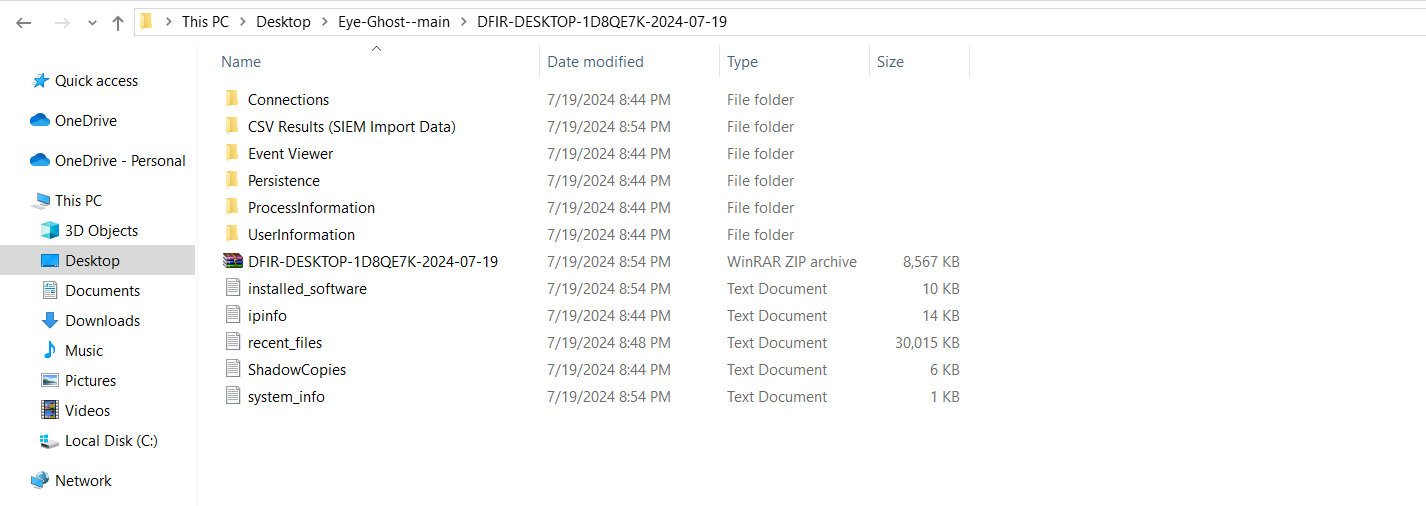 This PC > Desktop > Eye-Ghost--main > DFIR-DESKTOP-1D8QE7K-2024-07-19
Quick access
OneDrive
OneDrive - Personal
This PC
3D Objects
Desktop
Documents
Downloads
Music
Pictures
Videos
Local Disk (C:)
Network
Name Date modified Type Size
Connections 7/19/2024 8:44 PM File folder
CSV Results (SIEM Import Data) 7/19/2024 8:54 PM File folder
Event Viewer 7/19/2024 8:44 PM File folder
Persistence 7/19/2024 8:44 PM File folder
ProcessInformation 7/19/2024 8:44 PM File folder
UserInformation 7/19/2024 8:44 PM File folder
DFIR-DESKTOP-1D8QE7K-2024-07-19 7/19/2024 8:54 PM WinRAR ZIP archive 8,567 KB
installed_software 7/19/2024 8:54 PM Text Document 10 KB
ipinfo 7/19/2024 8:44 PM Text Document 14 KB
recent_files 7/19/2024 8:48 PM Text Document 30,015 KB
ShadowCopies 7/19/2024 8:44 PM Text Document 6 KB
system_info 7/19/2024 8:54 PM Text Document 1 KB